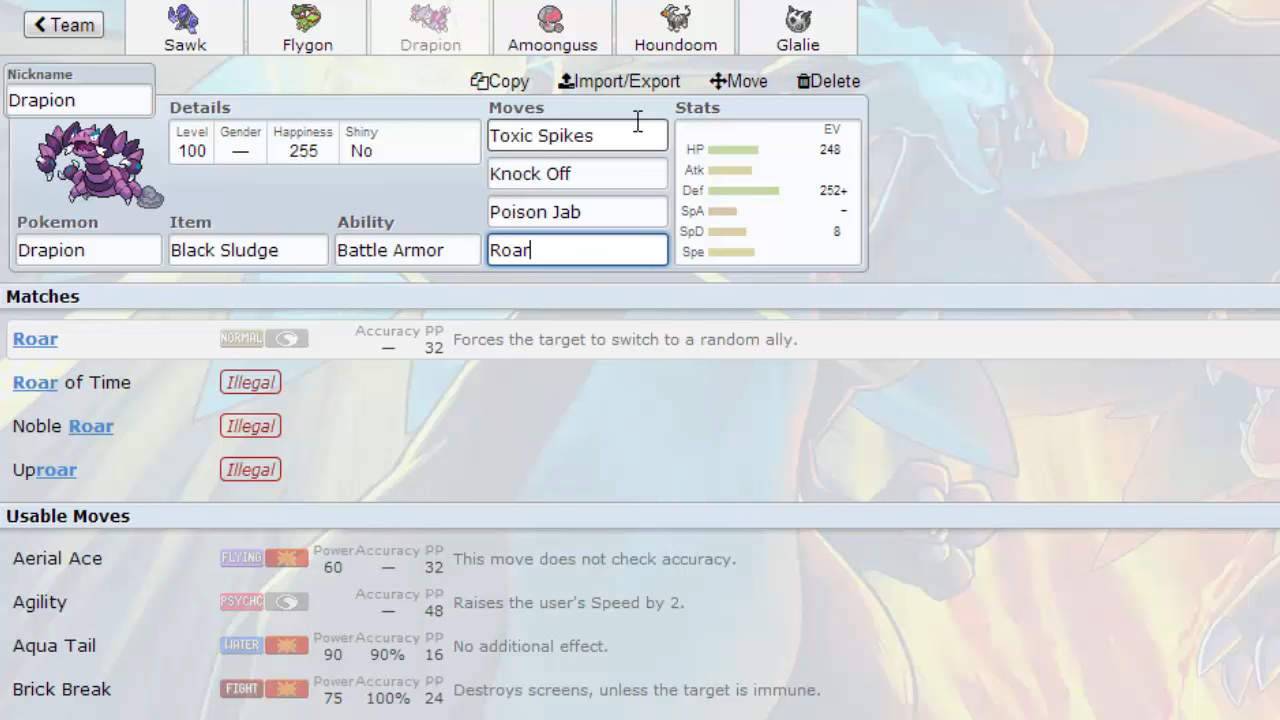 Team
Sawk
Flygon
Drapion
Amoonguss
Houndoom
Glalie
Nickname
Drapion
Copy
Import/Export
Move
Delete
Details
Moves
Stats
Level Gender Happiness Shiny
100 — 255 No
Toxic Spikes
Knock Off
Poison Jab
Roar
EV
HP 248
Atk
Def 252+
SpA -
SpD 8
Spe
Pokemon Item Ability
Drapion Black Sludge Battle Armor
Matches
Roar NORMAL Accuracy — PP 32 Forces the target to switch to a random ally.
Roar of Time Illegal
Noble Roar Illegal
Uproar Illegal
Usable Moves
Aerial Ace FLYING Power 60 Accuracy — PP 32 This move does not check accuracy.
Agility PSYCHC Accuracy — PP 48 Raises the user's Speed by 2.
Aqua Tail WATER Power 90 Accuracy 90% PP 16 No additional effect.
Brick Break FIGHT Power 75 Accuracy 100% PP 24 Destroys screens, unless the target is immune.